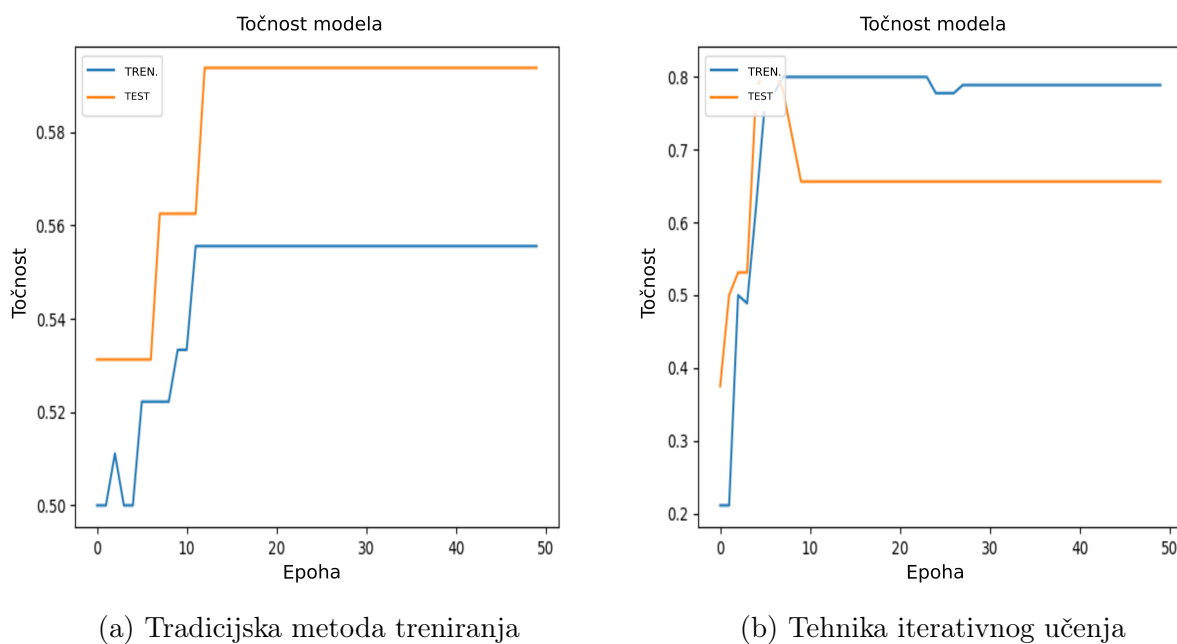 Točnost modela
TREN.
TEST
0.58
0.56
0.54
0.52
0.50
Točnost
0
10
20
30
40
50
Epoha
(a) Tradicijska metoda treniranja
Točnost modela
TREN.
TEST
0.8
0.7
0.6
0.5
0.4
0.3
0.2
Točnost
0
10
20
30
40
50
Epoha
(b) Tehnika iterativnog učenja